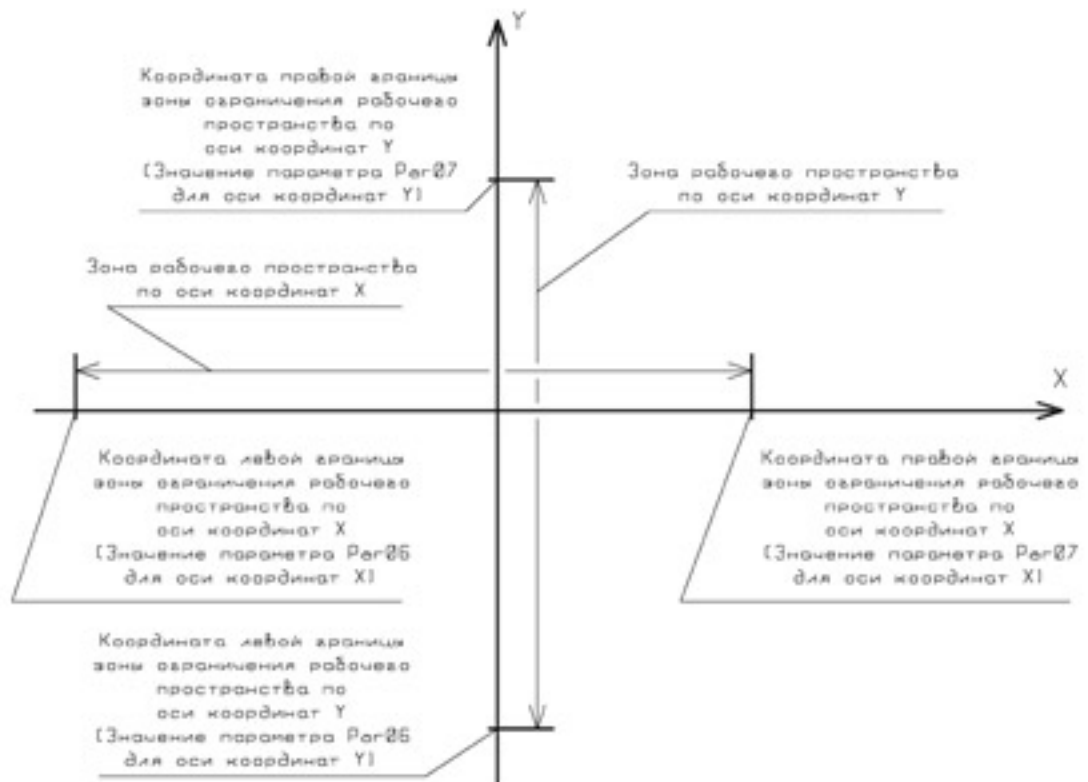 Y
Координата правой границы
зоны ограничения рабочего
пространства по
оси координат Y
(Значение параметра Par07
для оси координат Y)
Зона рабочего пространства
по оси координат Y
Зона рабочего пространства
по оси координат X
X
Координата левой границы
зоны ограничения рабочего
пространства по
оси координат X
(Значение параметра Par06
для оси координат X)
Координата правой границы
зоны ограничения рабочего
пространства по
оси координат X
(Значение параметра Par07
для оси координат X)
Координата левой границы
зоны ограничения рабочего
пространства по
оси координат Y
(Значение параметра Par06
для оси координат Y)